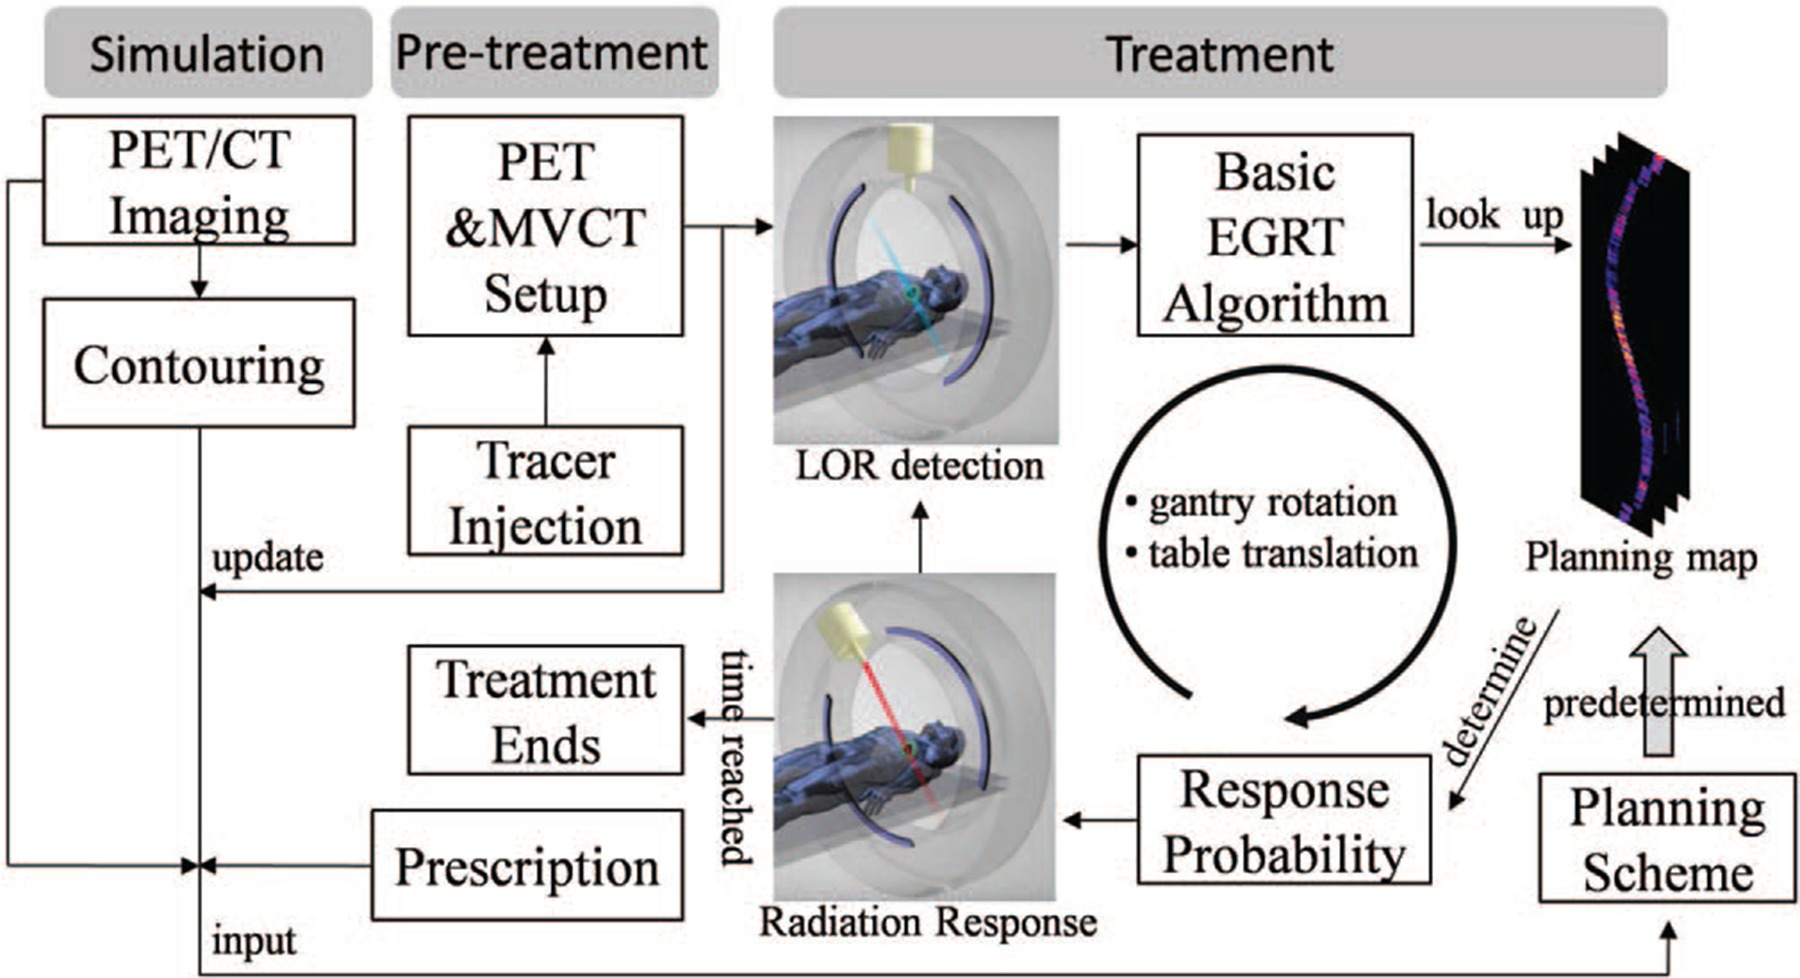 Simulation
Pre-treatment
Treatment
PET/CT
Imaging
Contouring
PET
&MVCT
Setup
Tracer
Injection
update
LOR detection
Basic
EGRT
Algorithm
look up
• gantry rotation
• table translation
Planning map
determine
predetermined
Planning
Scheme
Response
Probability
Radiation Response
time reached
Treatment
Ends
Prescription
input